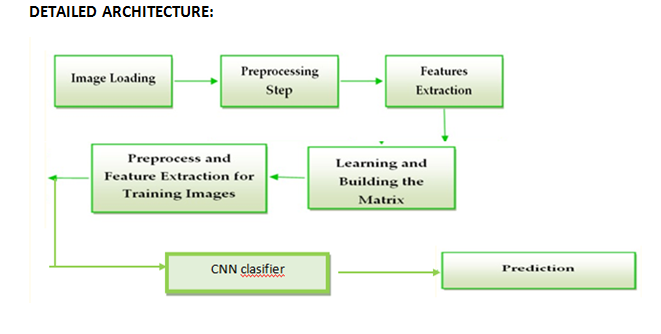 DETAILED ARCHITECTURE:
Image Loading
Preprocessing
Step
Features
Extraction
Preprocess and
Feature Extraction for
Training Images
Learning and
Building the
Matrix
CNN clasifier
Prediction